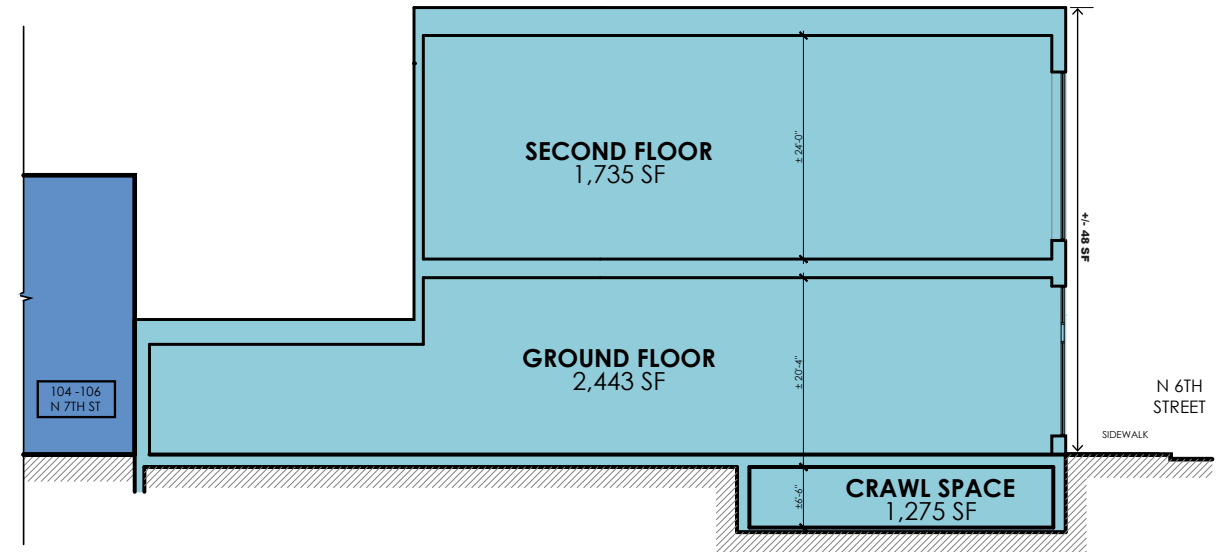 SECOND FLOOR
1,735 SF
± 24'-0"
+/- 48 SF
GROUND FLOOR
2,443 SF
± 20'-4"
104 -106
N 7TH ST
N 6TH
STREET
SIDEWALK
CRAWL SPACE
1,275 SF
±6'-6"